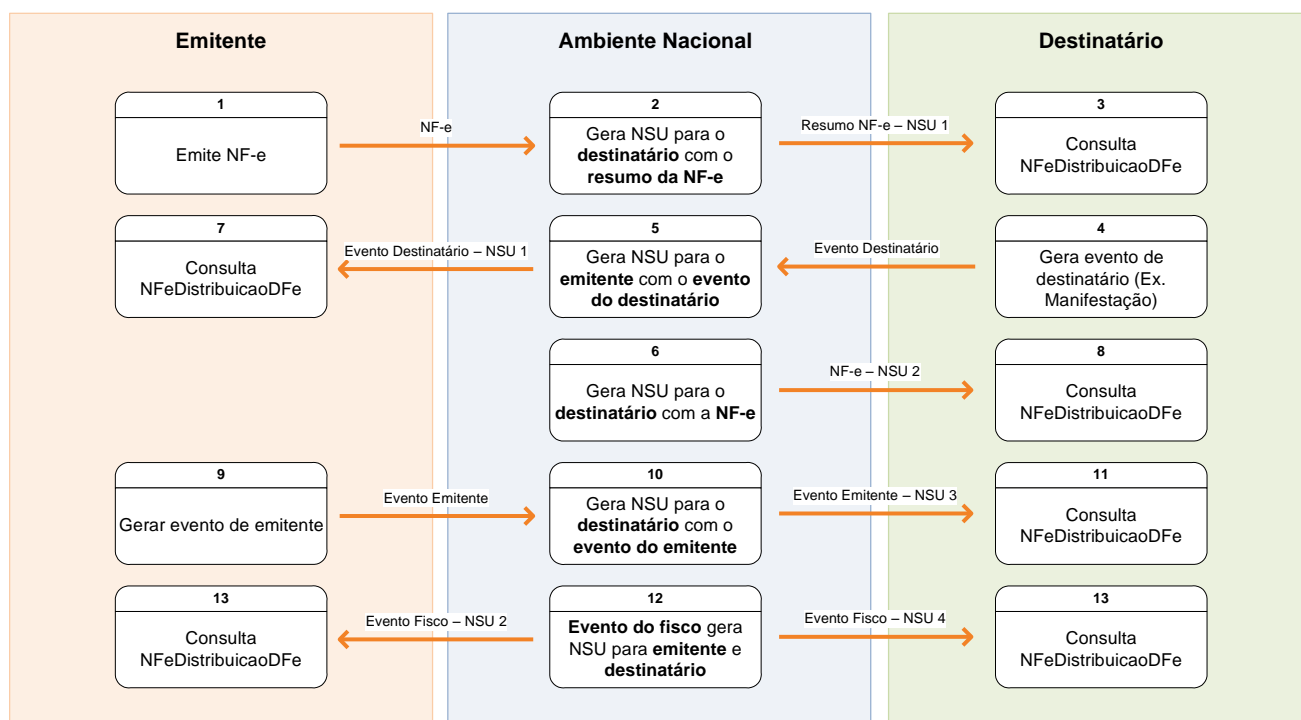 Emitente
Ambiente Nacional
Destinatário
1
Emite NF-e
NF-e
2
Gera NSU para o
destinatário com o
resumo da NF-e
Resumo NF-e – NSU 1
3
Consulta
NFeDistribuicaoDFe
7
Consulta
NFeDistribuicaoDFe
Evento Destinatário – NSU 1
5
Gera NSU para o
emitente com o evento
do destinatário
Evento Destinatário
4
Gera evento de
destinatário (Ex.
Manifestação)
6
Gera NSU para o
destinatário com a NF-e
NF-e – NSU 2
8
Consulta
NFeDistribuicaoDFe
9
Gerar evento de emitente
Evento Emitente
10
Gera NSU para o
destinatário com o
evento do emitente
Evento Emitente – NSU 3
11
Consulta
NFeDistribuicaoDFe
13
Consulta
NFeDistribuicaoDFe
Evento Fisco – NSU 2
12
Evento do fisco gera
NSU para emitente e
destinatário
Evento Fisco – NSU 4
13
Consulta
NFeDistribuicaoDFe